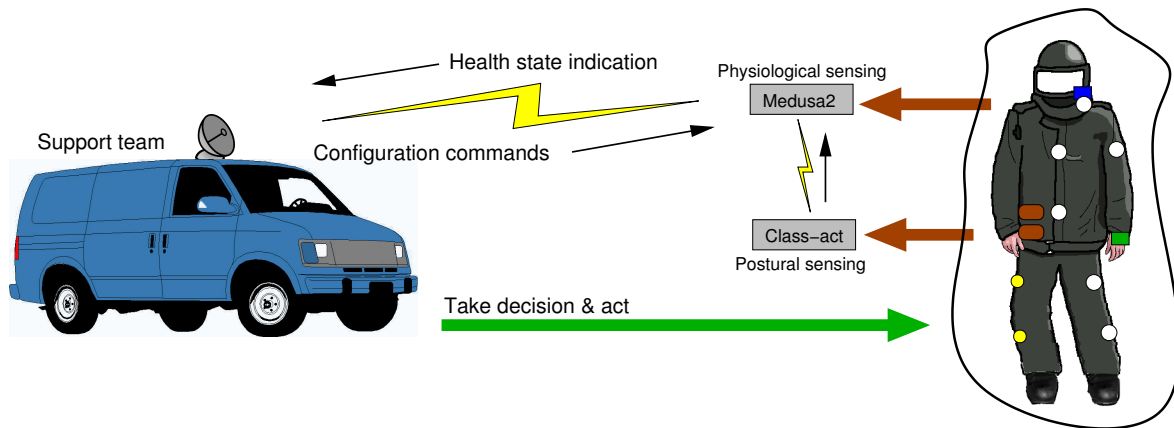 Health state indication
Physiological sensing
Medusa2
Support team
Configuration commands
Class−act
Postural sensing
Take decision & act